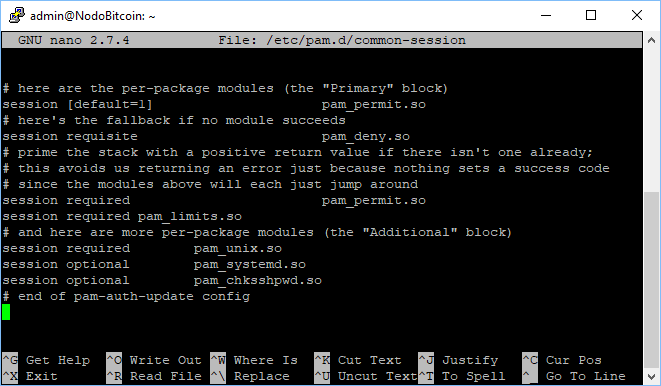 admin@NodoBitcoin: ~
GNU nano 2.7.4 File: /etc/pam.d/common-session
# here are the per-package modules (the "Primary" block)
session [default=1] pam_permit.so
# here's the fallback if no module succeeds
session requisite pam_deny.so
# prime the stack with a positive return value if there isn't one already;
# this avoids us returning an error just because nothing sets a success code
# since the modules above will each just jump around
session required pam_permit.so
session required pam_limits.so
# and here are more per-package modules (the "Additional" block)
session required pam_unix.so
session optional pam_systemd.so
session optional pam_chksshpwd.so
# end of pam-auth-update config
^G Get Help ^O Write Out ^W Where Is ^K Cut Text ^J Justify ^C Cur Pos
^X Exit ^R Read File ^\ Replace ^U Uncut Text ^T To Spell ^_ Go To Line